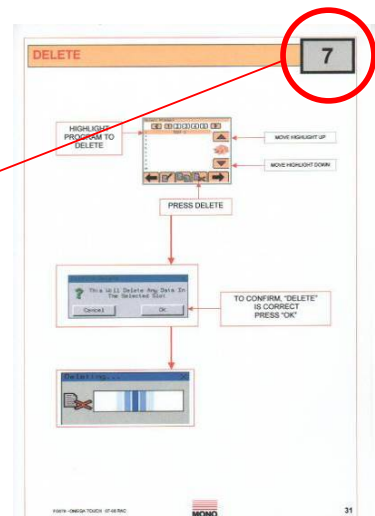 DELETE
7
HIGHLIGHT
PROGRAM TO
DELETE
MOVE HIGHLIGHT UP
MOVE HIGHLIGHT DOWN
PRESS DELETE
This Will Delete Any Data In
The Selected Slot
Cancel
OK
TO CONFIRM, "DELETE"
IS CORRECT
PRESS "OK"
Deleting...
MONO
31